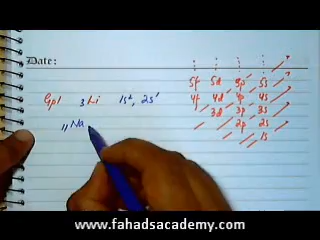 Date:
5f 5d 5p 5s
4f 4d 4p 4s
3d 3p 3s
2p 2s
1s
Gp1 3Li 1s², 2s¹
11Na
www.fahadsacademy.com